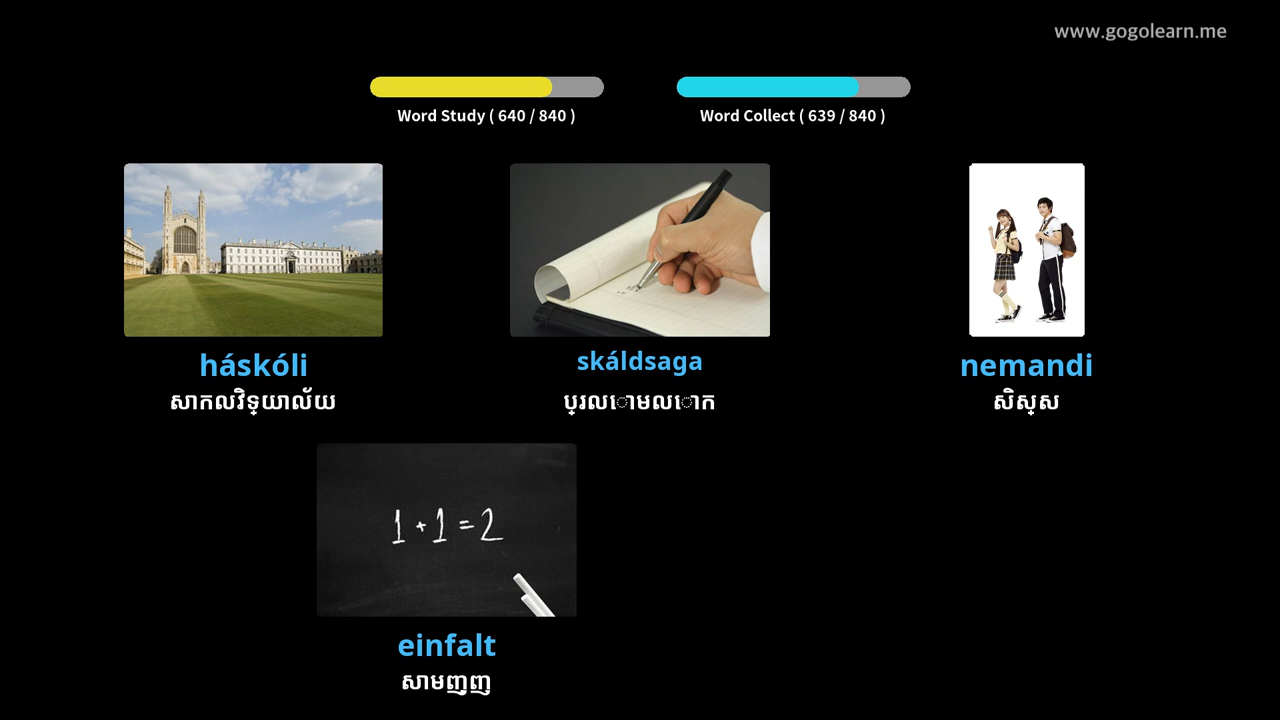 www.gogolearn.me
Word Study ( 640 / 840 )
Word Collect ( 639 / 840 )
háskóli
សាកលវិទ្យាល័យ
skáldsaga
ប្រលោមលោក
nemandi
សិស្ស
1 + 1 = 2
einfalt
សាមញ្ញ